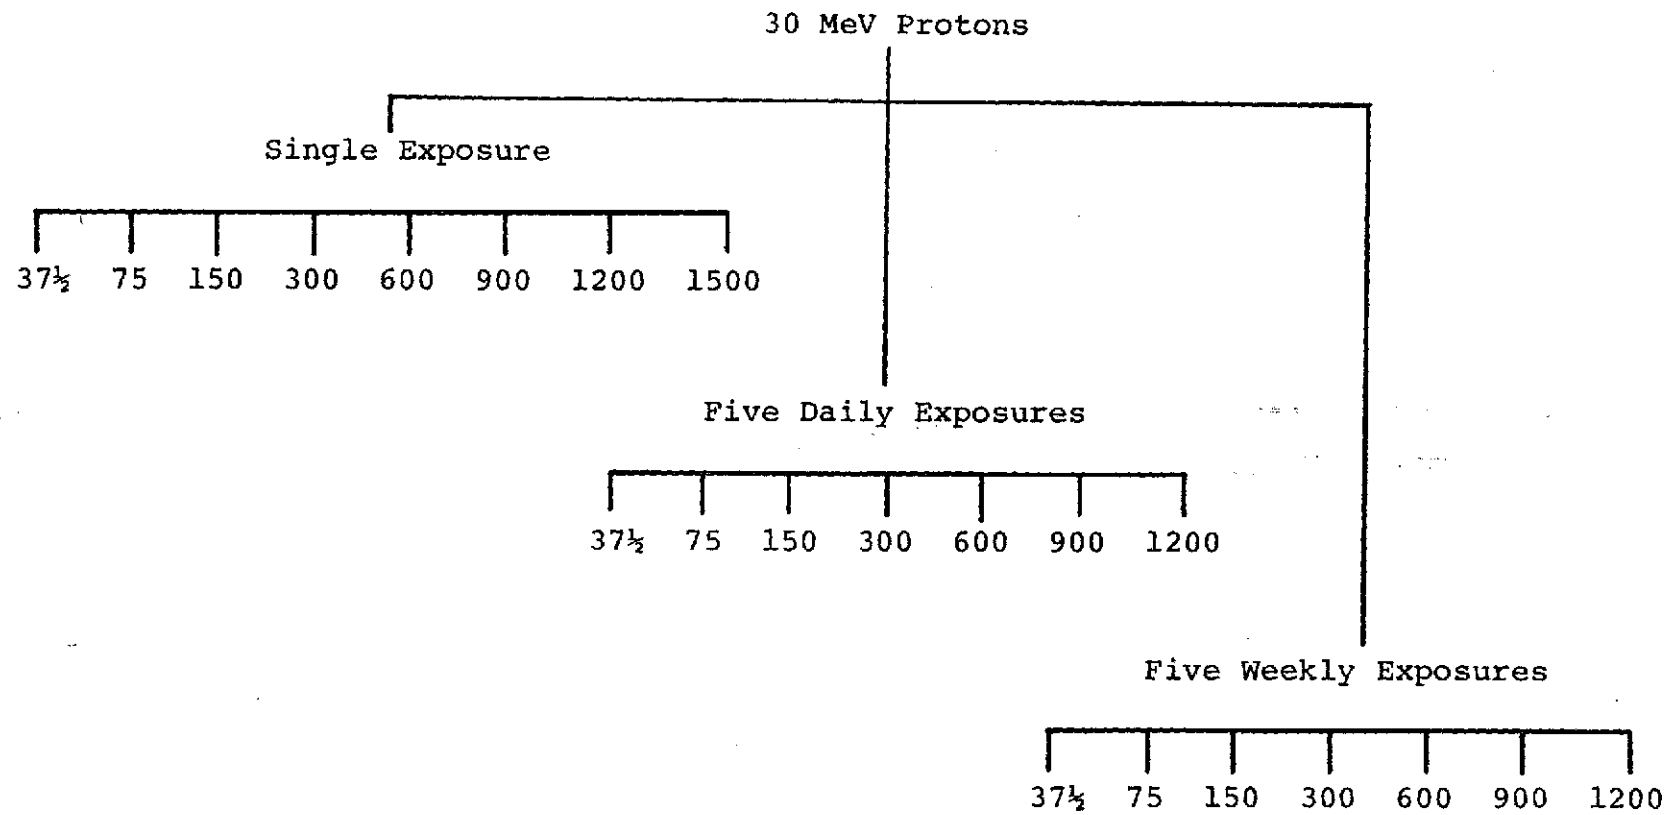 30 MeV Protons
Single Exposure
37½ 75 150 300 600 900 1200 1500
Five Daily Exposures
37½ 75 150 300 600 900 1200
Five Weekly Exposures
37½ 75 150 300 600 900 1200